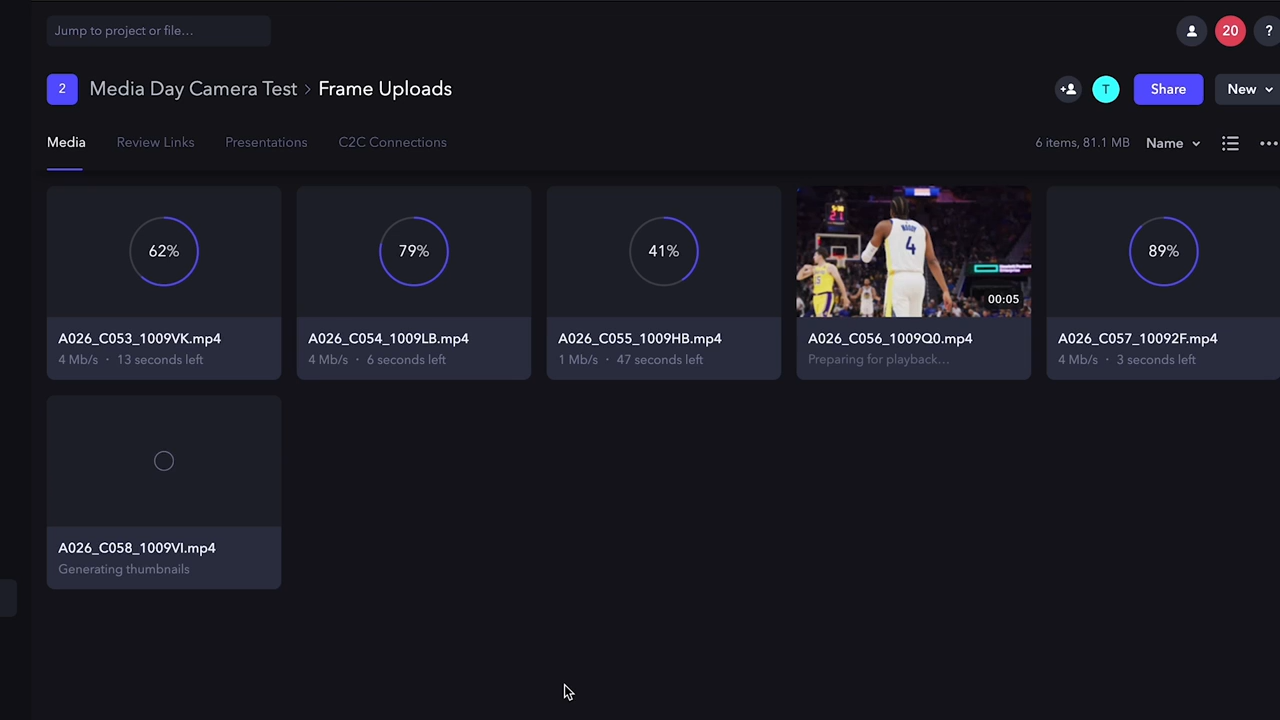 Jump to project or file...
20
?
2
Media Day Camera Test > Frame Uploads
T
Share
New
Media
Review Links
Presentations
C2C Connections
6 items, 81.1 MB
Name
62%
79%
41%
MOODY
4
00:05
89%
A026_C053_1009VK.mp4
4 Mb/s · 13 seconds left
A026_C054_1009LB.mp4
4 Mb/s · 6 seconds left
A026_C055_1009HB.mp4
1 Mb/s · 47 seconds left
A026_C056_1009Q0.mp4
Preparing for playback...
A026_C057_10092F.mp4
4 Mb/s · 3 seconds left
A026_C058_1009VI.mp4
Generating thumbnails